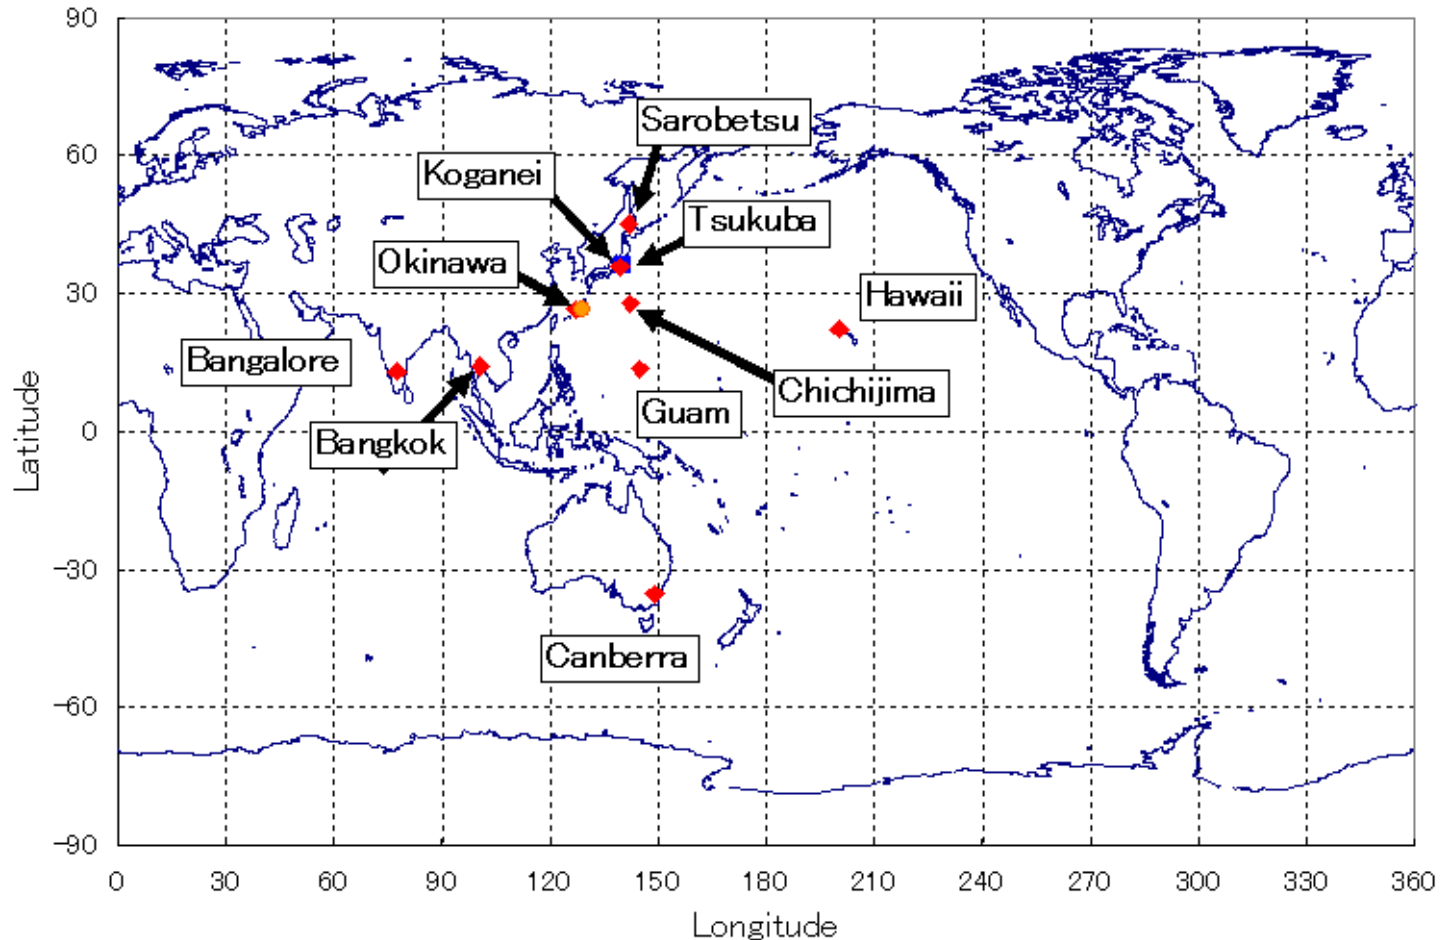 90
60
30
0
-30
-60
-90
Latitude
Sarobetsu
Koganei
Tsukuba
Okinawa
Hawaii
Bangalore
Chichijima
Guam
Bangkok
Canberra
0 30 60 90 120 150 180 210 240 270 300 330 360
Longitude